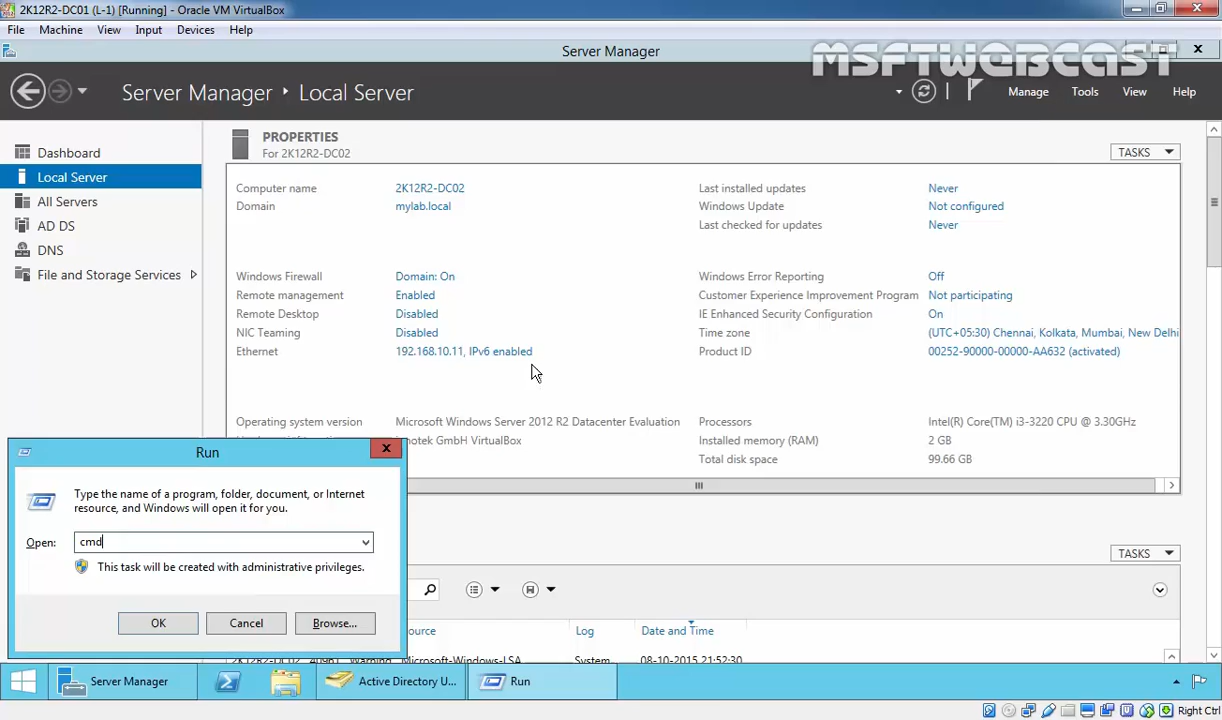 2K12R2-DC01 (L-1) [Running] - Oracle VM VirtualBox
File Machine View Input Devices Help
Server Manager
MSFTWEBCAST
Server Manager ‣ Local Server
Manage Tools View Help
Dashboard
Local Server
All Servers
AD DS
DNS
File and Storage Services
PROPERTIES
For 2K12R2-DC02
TASKS
Computer name 2K12R2-DC02
Domain mylab.local
Last installed updates Never
Windows Update Not configured
Last checked for updates Never
Windows Firewall Domain: On
Remote management Enabled
Remote Desktop Disabled
NIC Teaming Disabled
Ethernet 192.168.10.11, IPv6 enabled
Windows Error Reporting Off
Customer Experience Improvement Program Not participating
IE Enhanced Security Configuration On
Time zone (UTC+05:30) Chennai, Kolkata, Mumbai, New Delhi
Product ID 00252-90000-00000-AA632 (activated)
Operating system version Microsoft Windows Server 2012 R2 Datacenter Evaluation
GmbH VirtualBox
Processors Intel(R) Core(TM) i3-3220 CPU @ 3.30GHz
Installed memory (RAM) 2 GB
Total disk space 99.66 GB
Run
Type the name of a program, folder, document, or Internet
resource, and Windows will open it for you.
Open: cmd
This task will be created with administrative privileges.
OK Cancel Browse...
TASKS
ource Log Date and Time
2K12R2-DC02 40961 Warning Microsoft-Windows-LSA System 08-10-2015 21:52:30
Server Manager
Active Directory U...
Run
Right Ctrl